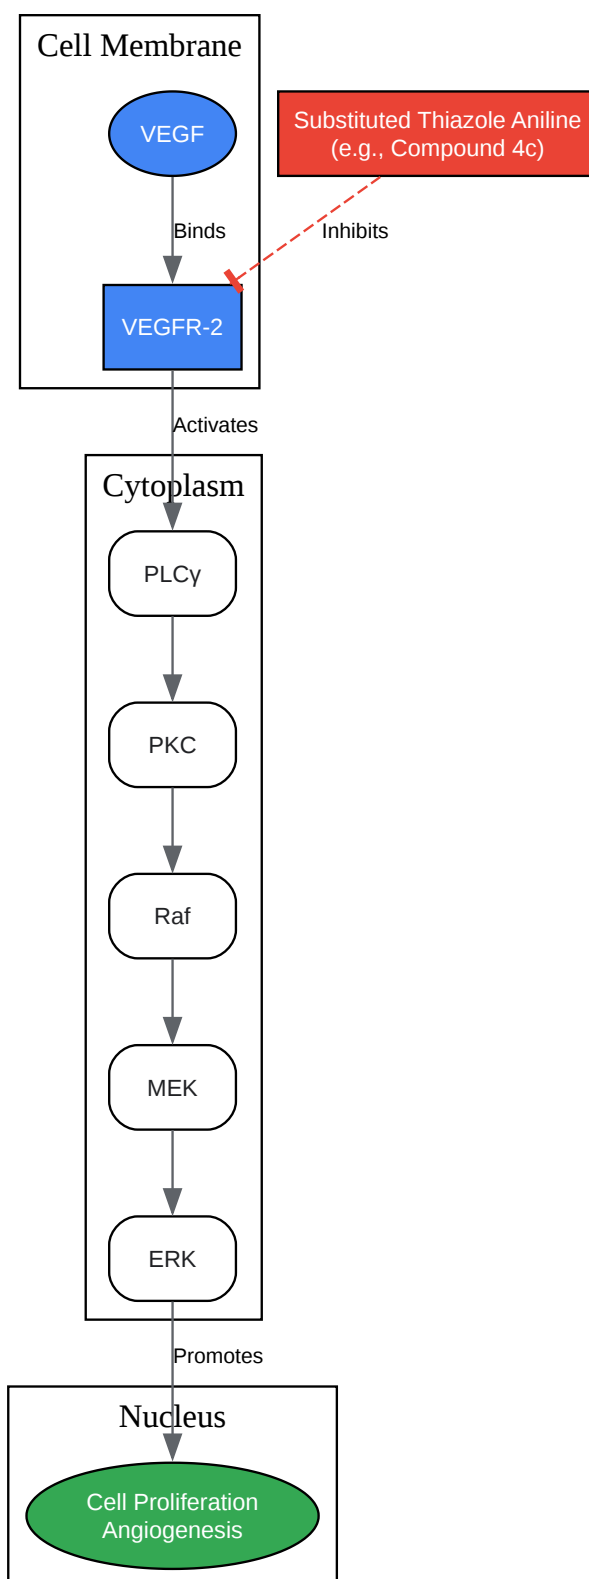 Cell Membrane
VEGF
Substituted Thiazole Aniline
(e.g., Compound 4c)
Binds
Inhibits
VEGFR-2
Activates
Cytoplasm
PLCγ
PKC
Raf
MEK
ERK
Promotes
Nucleus
Cell Proliferation
Angiogenesis